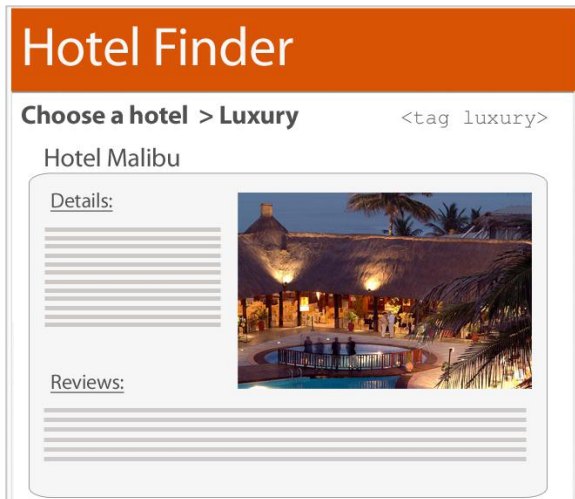 Hotel Finder
Choose a hotel > Luxury <tag luxury>
Hotel Malibu
Details:
Reviews: